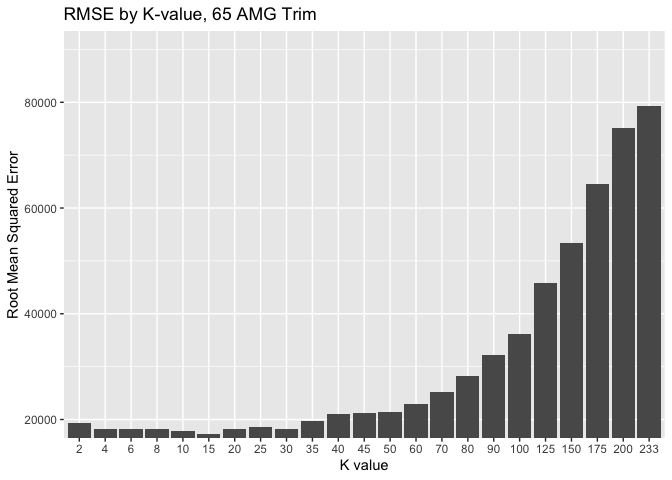 RMSE by K-value, 65 AMG Trim
Root Mean Squared Error
80000
60000
40000
20000
2 4 6 8 10 15 20 25 30 35 40 45 50 60 70 80 90 100 125 150 175 200 233
K value